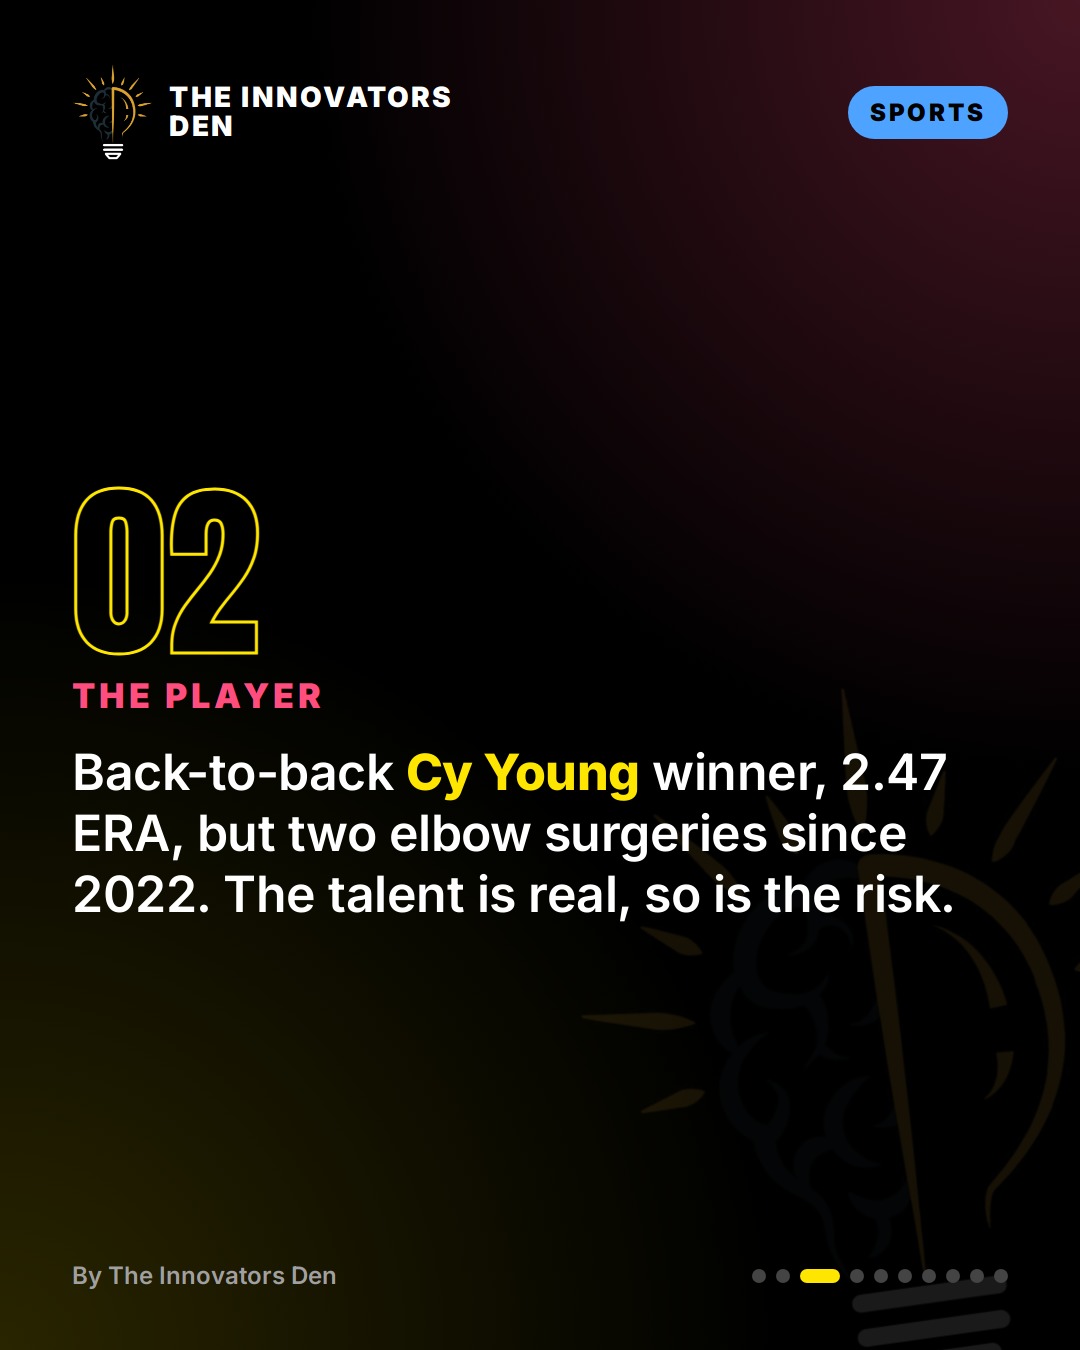 THE INNOVATORS
DEN
SPORTS
02
THE PLAYER
Back-to-back Cy Young winner, 2.47
ERA, but two elbow surgeries since
2022. The talent is real, so is the risk.
By The Innovators Den